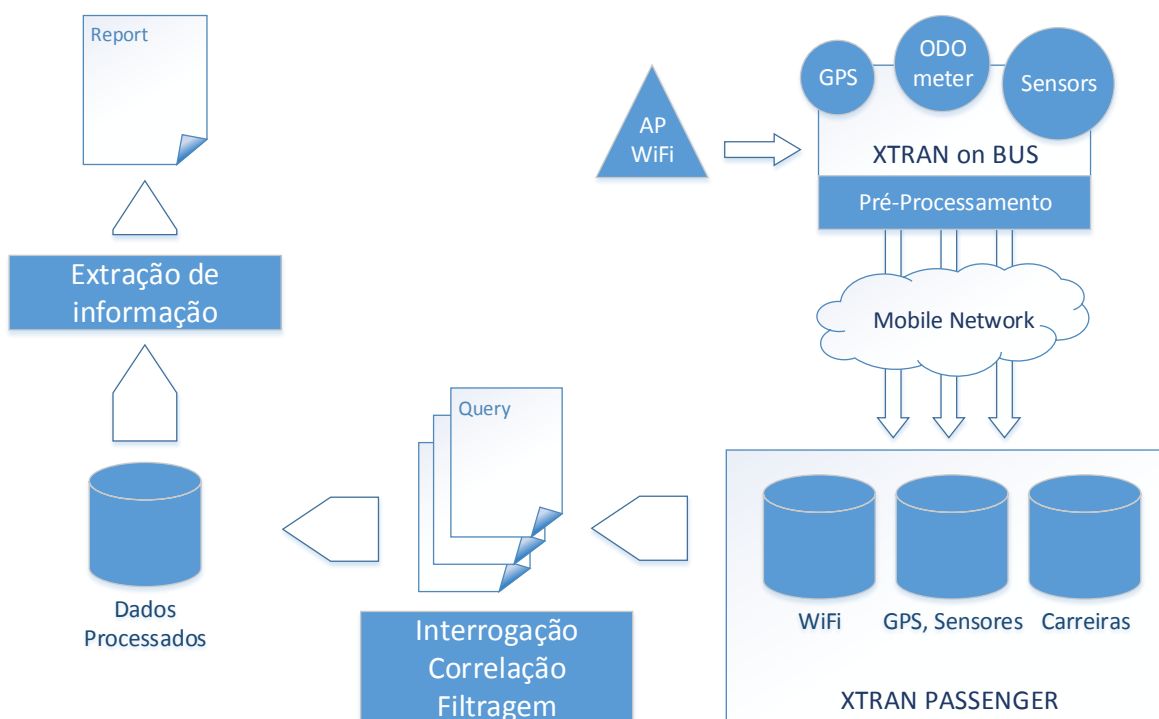 Report
GPS
ODO
meter
Sensors
AP
WiFi
XTRAN on BUS
Pré-Processamento
Extração de
informação
Mobile Network
Query
Dados
Processados
WiFi
GPS, Sensores
Carreiras
Interrogação
Correlação
Filtragem
XTRAN PASSENGER